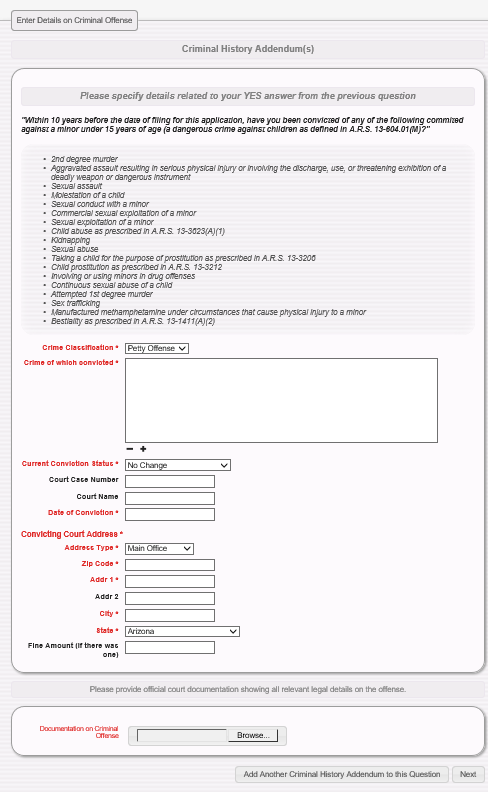 Enter Details on Criminal Offense
Criminal History Addendum(s)
Please specify details related to your YES answer from the previous question
"Within 10 years before the date of filing for this application, have you been convicted of any of the following committed
against a minor under 15 years of age (a dangerous crime against children as defined in A.R.S. 13-604.01(M)?"
• 2nd degree murder
• Aggravated assault resulting in serious physical injury or involving the discharge, use, or threatening exhibition of a
deadly weapon or dangerous instrument
• Sexual assault
• Molestation of a child
• Sexual conduct with a minor
• Commercial sexual exploitation of a minor
• Sexual exploitation of a minor
• Child abuse as prescribed in A.R.S. 13-3623(A)(1)
• Kidnapping
• Sexual abuse
• Taking a child for the purpose of prostitution as prescribed in A.R.S. 13-3206
• Child prostitution as prescribed in A.R.S. 13-3212
• Involving or using minors in drug offenses
• Continuous sexual abuse of a child
• Attempted 1st degree murder
• Sex trafficking
• Manufactured methamphetamine under circumstances that cause physical injury to a minor
• Bestiality as prescribed in A.R.S. 13-1411(A)(2)
Crime Classification * Petty Offense
Crime of which convicted *
Current Conviction Status * No Change
Court Case Number
Court Name
Date of Conviction *
Convicting Court Address *
Address Type * Main Office
Zip Code *
Addr 1 *
Addr 2
City *
State * Arizona
Fine Amount (if there was
one)
Please provide official court documentation showing all relevant legal details on the offense.
Documentation on Criminal
Offense
Browse...
Add Another Criminal History Addendum to this Question Next